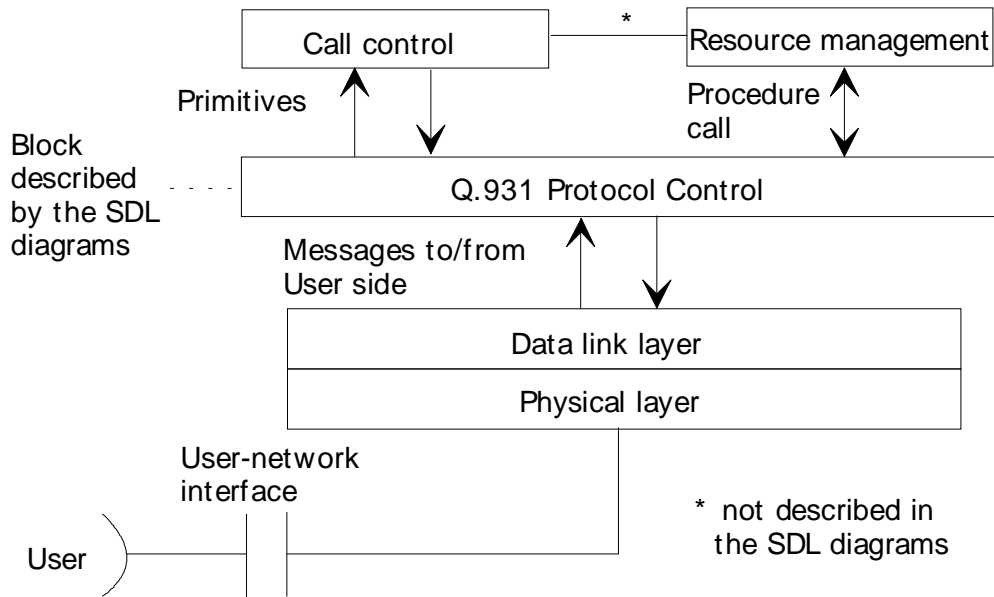 *
Call control
Resource management
Primitives
Procedure
call
Block
described
by the SDL
diagrams
Q.931 Protocol Control
Messages to/from
User side
Data link layer
Physical layer
User-network
interface
User
* not described in
the SDL diagrams